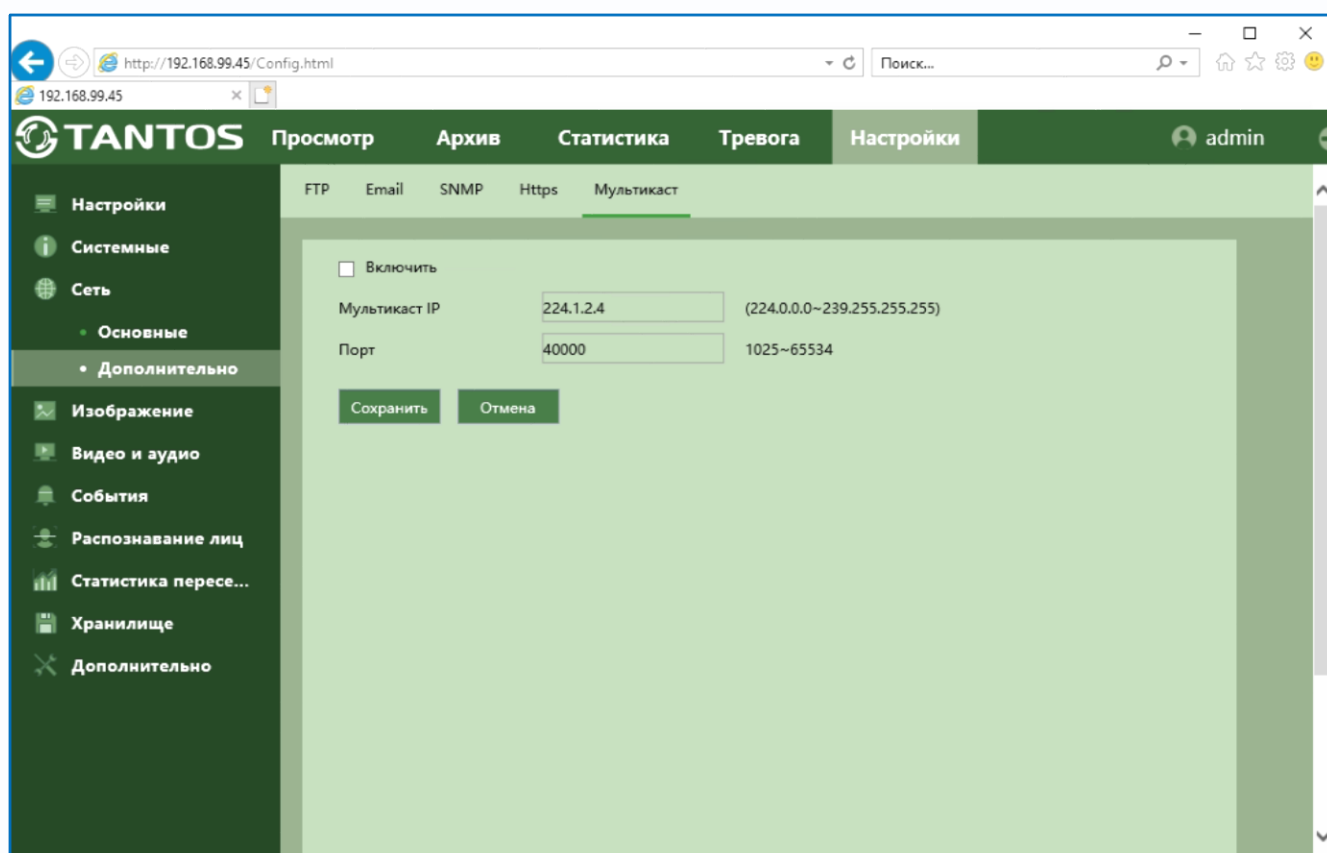 http://192.168.99.45/Config.html
Поиск...
192.168.99.45
TANTOS
Просмотр
Архив
Статистика
Тревога
Настройки
admin
FTP
Email
SNMP
Https
Мультикаст
Настройки
Системные
Сеть
Основные
Дополнительно
Изображение
Видео и аудио
События
Распознавание лиц
Статистика пересе...
Хранилище
Дополнительно
Включить
Мультикаст IP
224.1.2.4
(224.0.0.0~239.255.255.255)
Порт
40000
1025~65534
Сохранить
Отмена